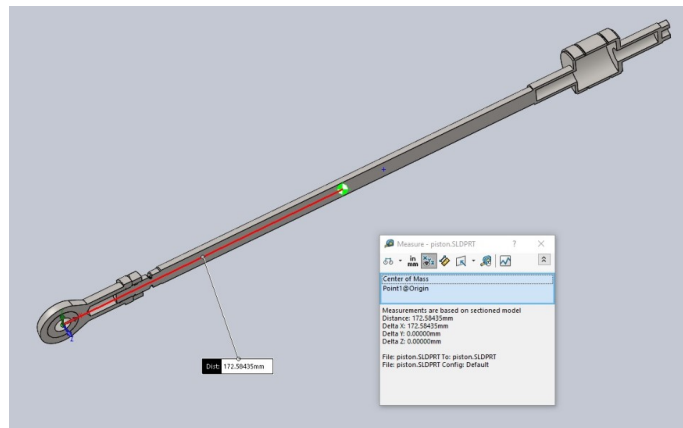 Measure - piston.SLDPRT
in
mm
Center of Mass
Point1@Origin
Measurements are based on sectioned model
Distance: 172.58435mm
Delta X: 172.58435mm
Delta Y: 0.00000mm
Delta Z: 0.00000mm
File: piston.SLDPRT To: piston.SLDPRT
File: piston.SLDPRT Config: Default
Dist: 172.58435mm